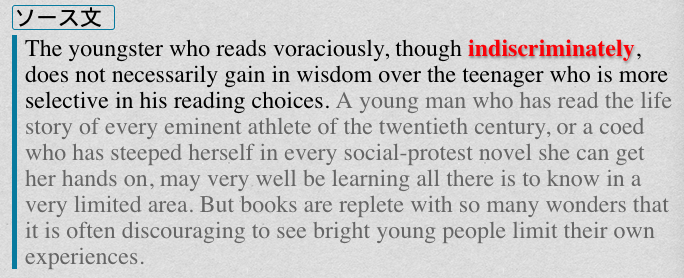 ソース文
The youngster who reads voraciously, though indiscriminately,
does not necessarily gain in wisdom over the teenager who is more
selective in his reading choices. A young man who has read the life
story of every eminent athlete of the twentieth century, or a coed
who has steeped herself in every social-protest novel she can get
her hands on, may very well be learning all there is to know in a
very limited area. But books are replete with so many wonders that
it is often discouraging to see bright young people limit their own
experiences.